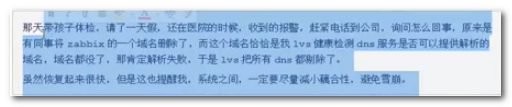 那天带孩子体检，请了一天假，还在医院的时候，收到的报警，赶紧电话到公司，询问怎么回事，原来是
有同事将 zabbix 的一个域名删除了，而这个域名恰恰是我 lvs 健康检测 dns 服务是否可以提供解析的
域名，域名都没了，那肯定解析失败，于是 lvs 把所有 dns 都剔除了。
虽然恢复起来很快，但是这也提醒我，系统之间，一定要尽量减小耦合性，避免雪崩。